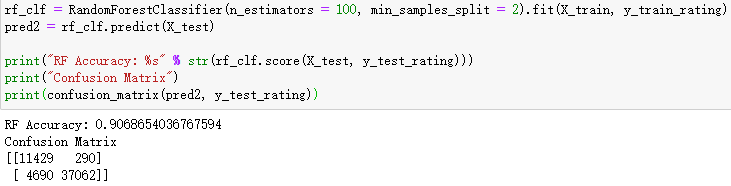 rf_clf = RandomForestClassifier(n_estimators = 100, min_samples_split = 2).fit(X_train, y_train_rating)
pred2 = rf_clf.predict(X_test)
print("RF Accuracy: %s" % str(rf_clf.score(X_test, y_test_rating)))
print("Confusion Matrix")
print(confusion_matrix(pred2, y_test_rating))
RF Accuracy: 0.9068654036767594
Confusion Matrix
[[11429   290]
 [ 4690 37062]]